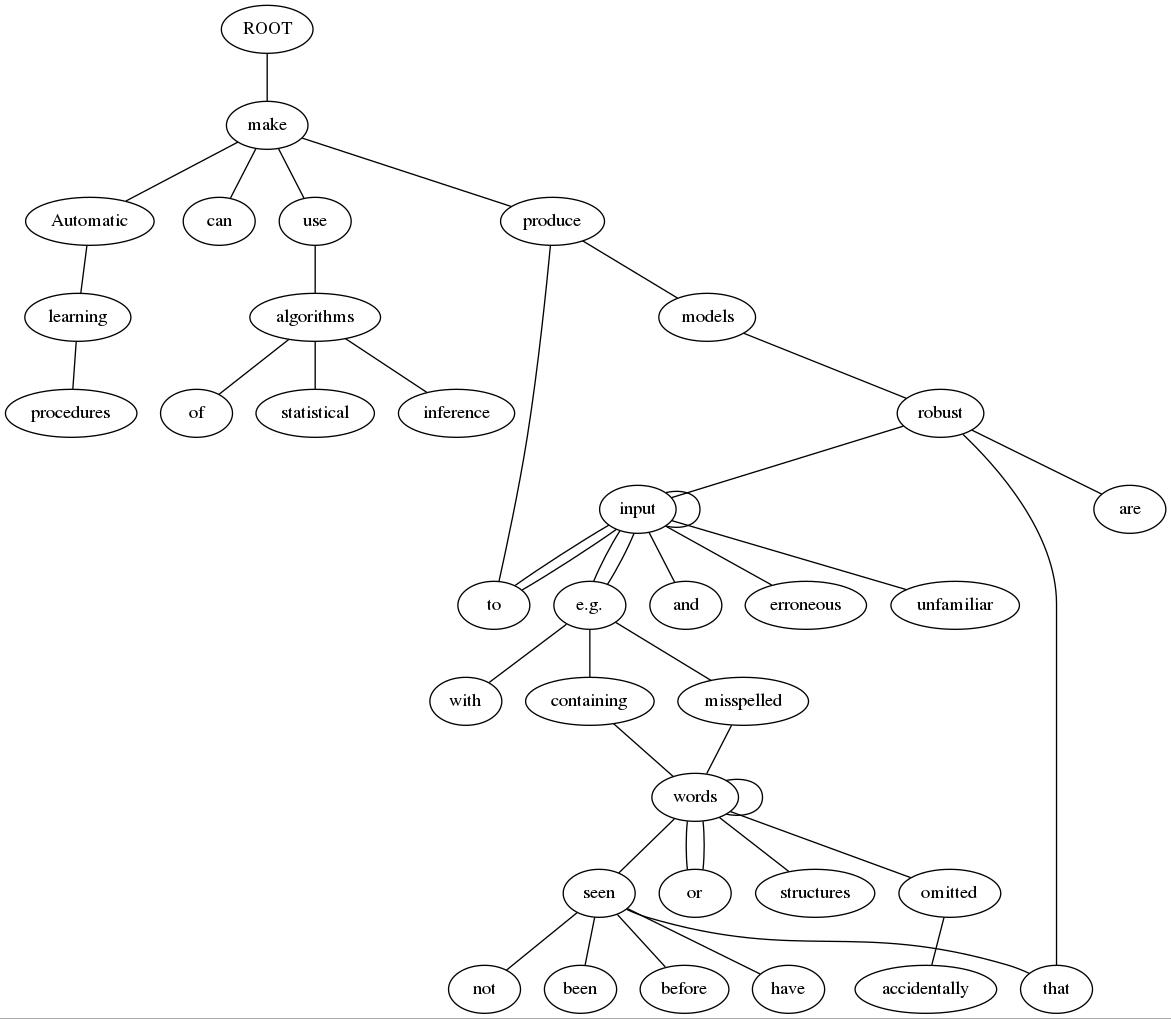 ROOT
make
Automatic can use produce
learning algorithms models
procedures of statistical inference robust
input are
to e.g. and erroneous unfamiliar
with containing misspelled
words
seen or structures omitted
not been before have accidentally that